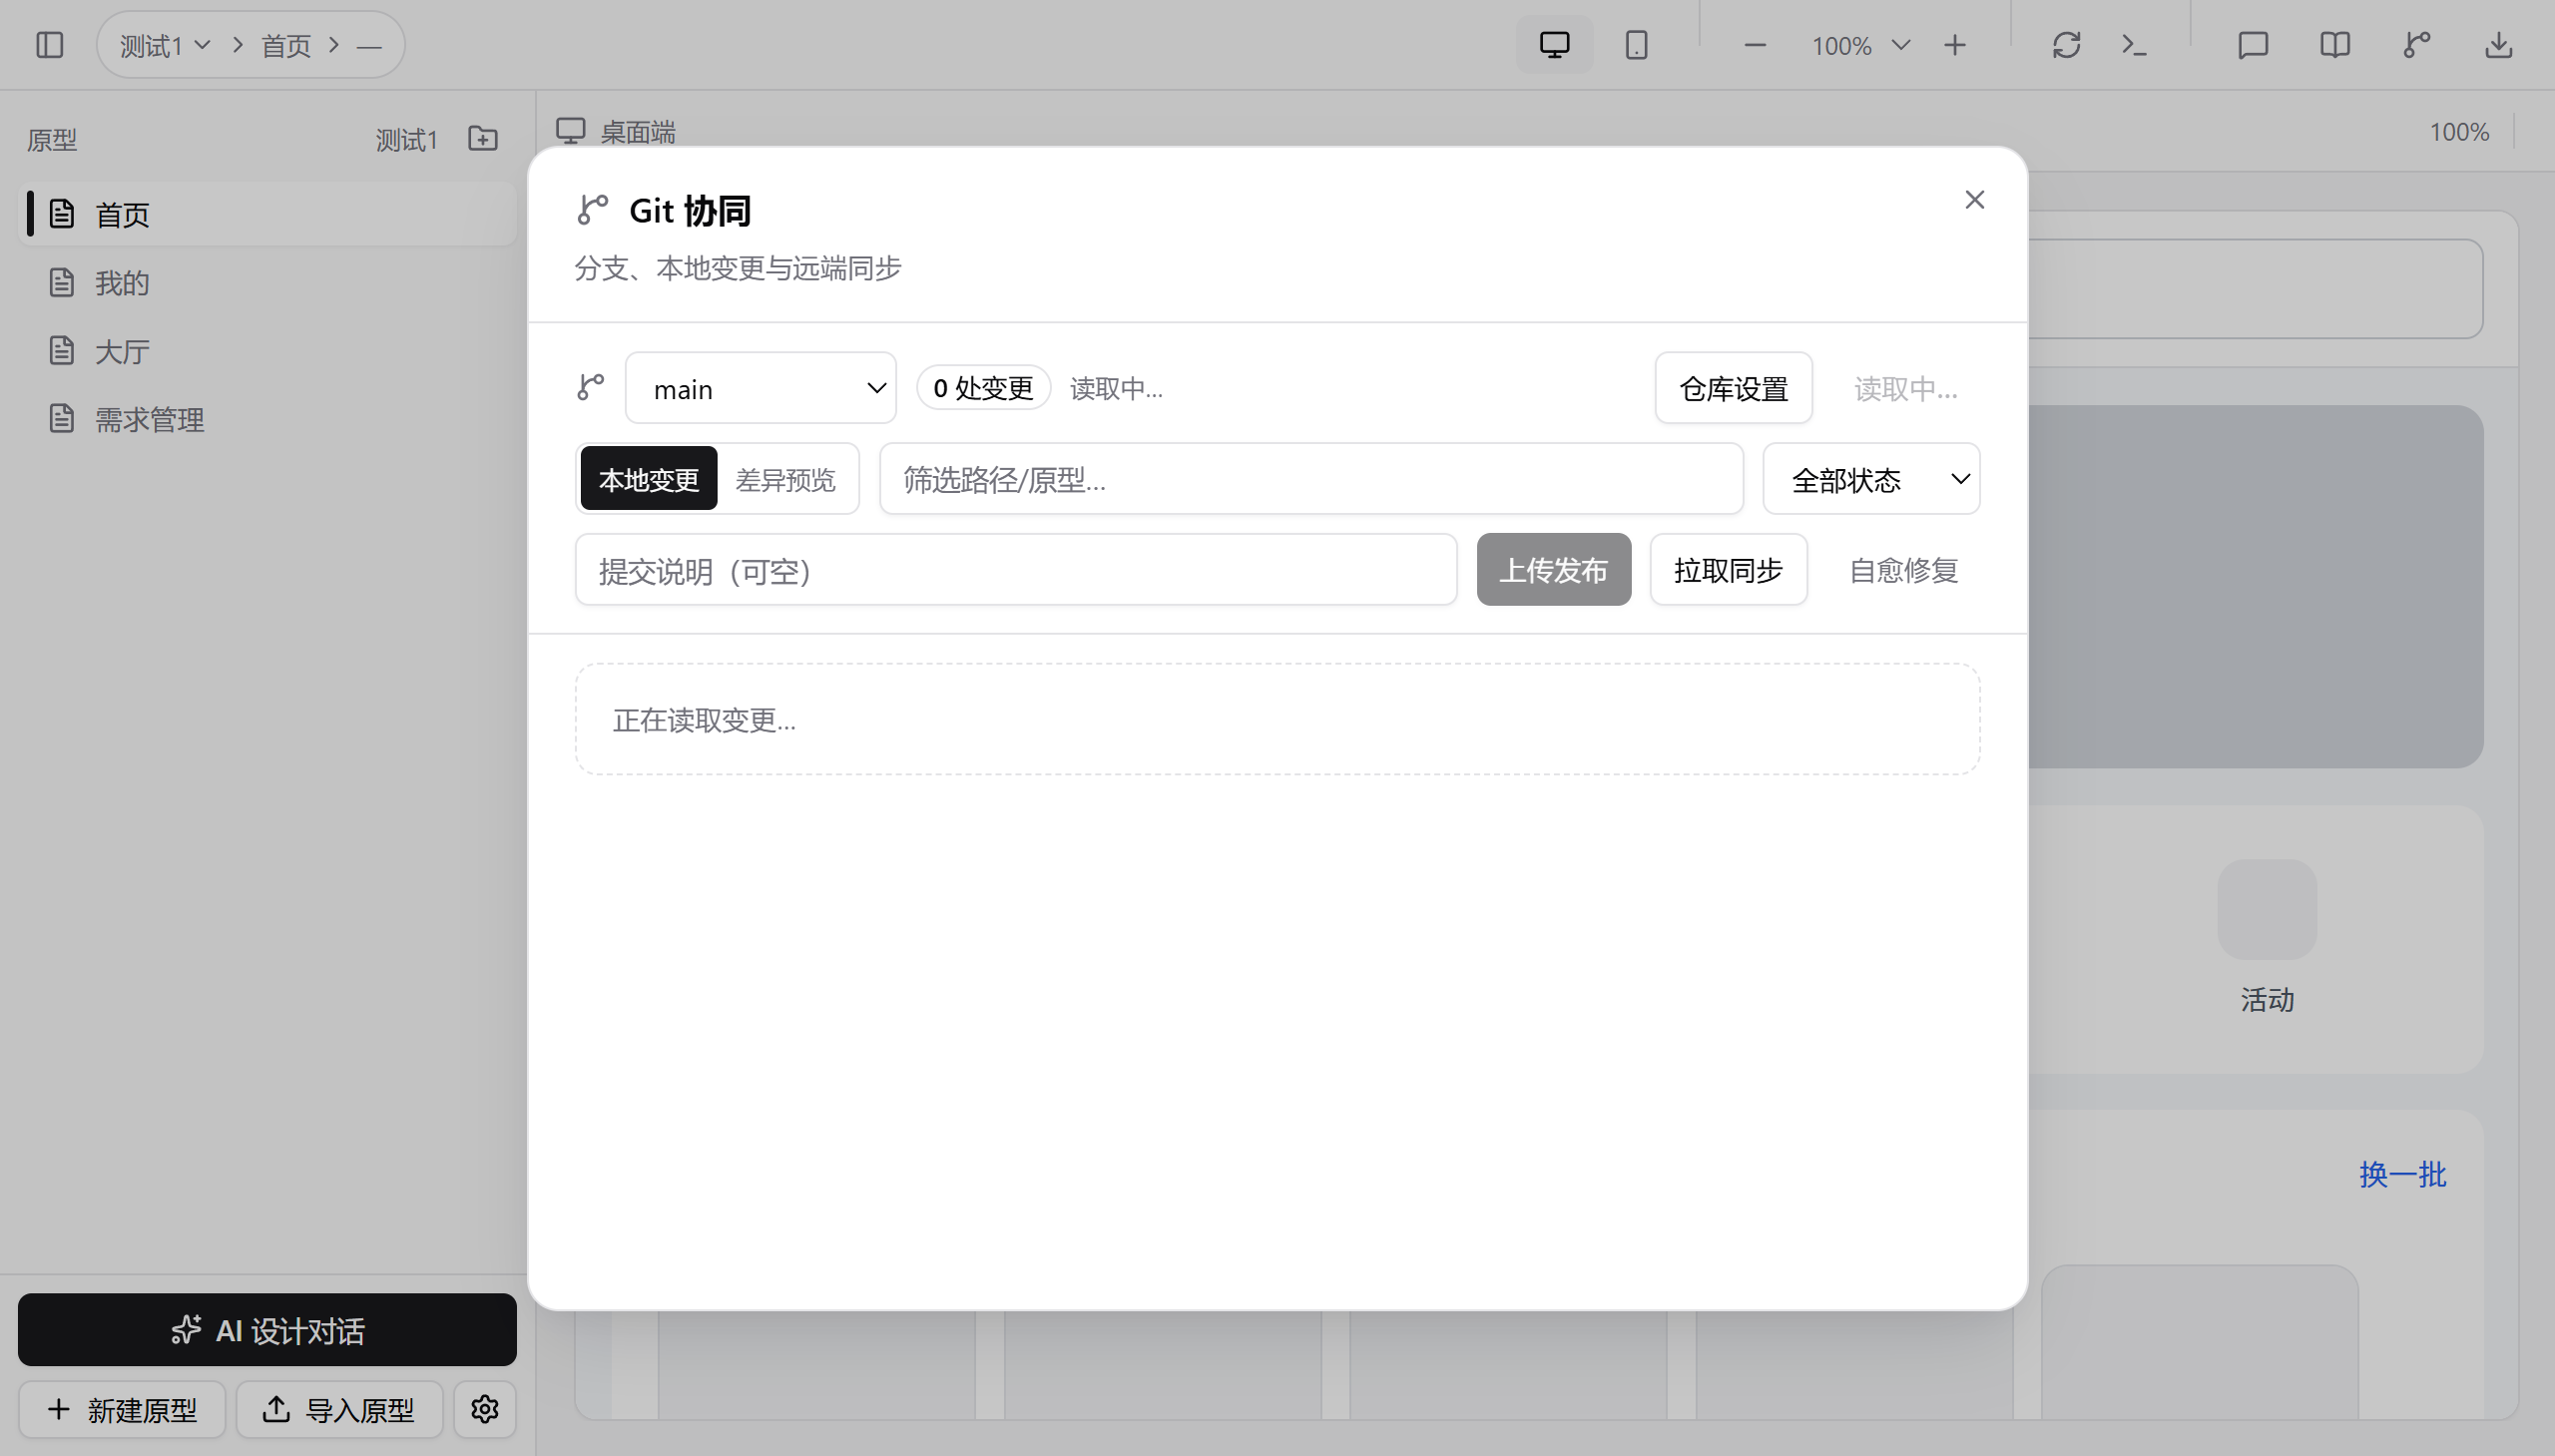 测试1 首页 —
100%
原型 测试1
首页
我的
大厅
需求管理
桌面端
100%
Git 协同
分支、本地变更与远端同步
main 0 处变更 读取中... 仓库设置 读取中...
本地变更 差异预览 筛选路径/原型... 全部状态
提交说明（可空） 上传发布 拉取同步 自愈修复
正在读取变更...
活动
换一批
AI 设计对话
新建原型 导入原型